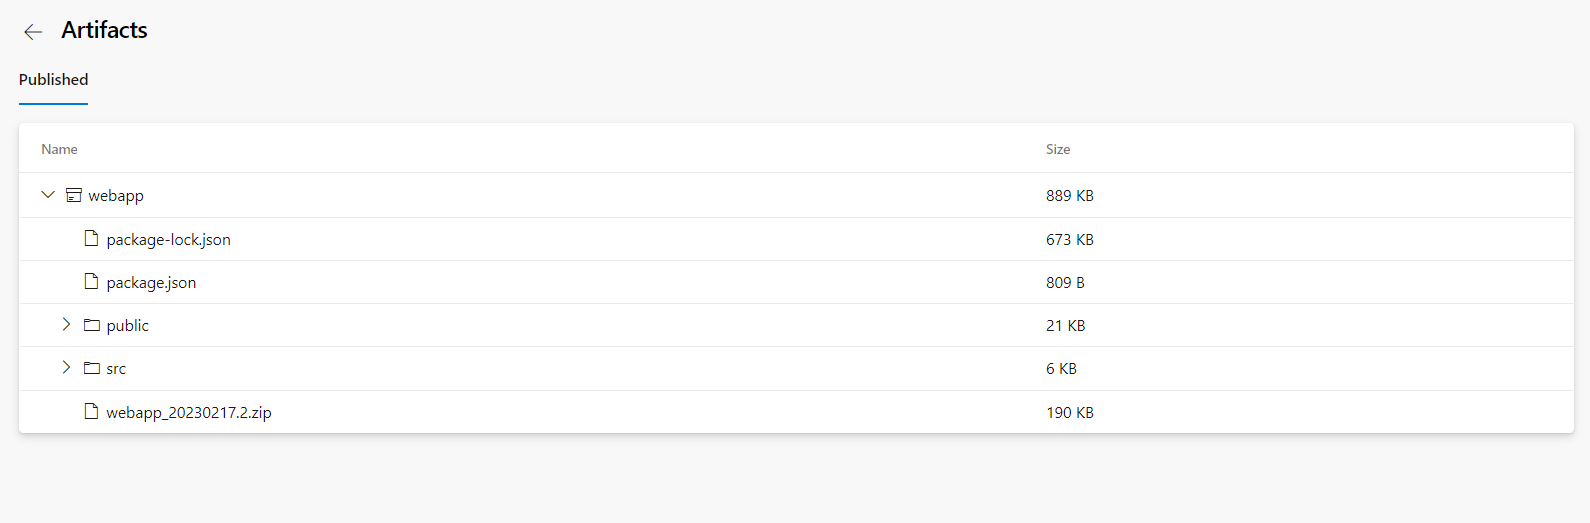 Artifacts
Published
Name Size
webapp 889 KB
package-lock.json 673 KB
package.json 809 B
public 21 KB
src 6 KB
webapp_20230217.2.zip 190 KB